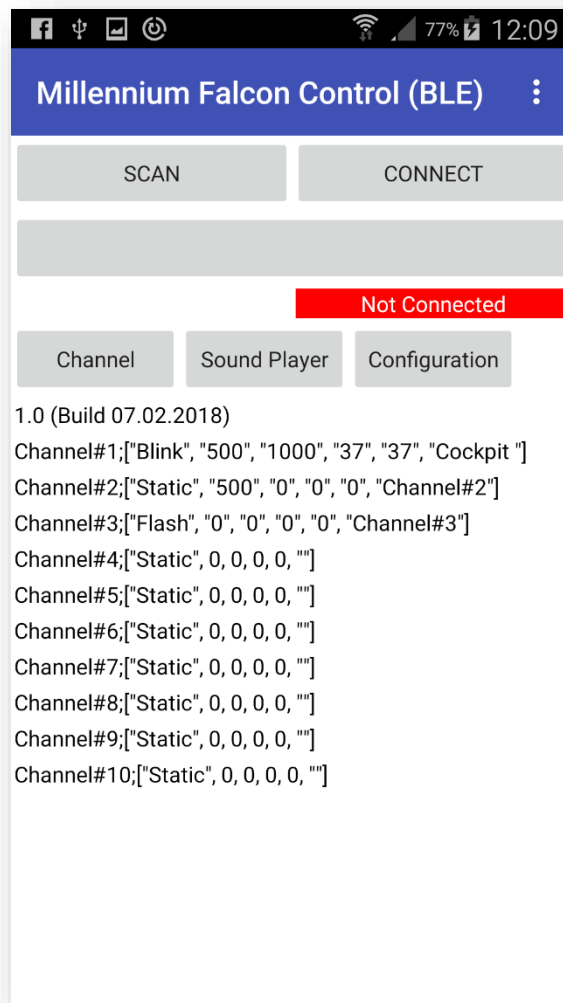 77% 12:09
Millennium Falcon Control (BLE)
SCAN CONNECT
Not Connected
Channel Sound Player Configuration
1.0 (Build 07.02.2018)
Channel#1;["Blink", "500", "1000", "37", "37", "Cockpit "]
Channel#2;["Static", "500", "0", "0", "0", "Channel#2"]
Channel#3;["Flash", "0", "0", "0", "0", "Channel#3"]
Channel#4;["Static", 0, 0, 0, 0, ""]
Channel#5;["Static", 0, 0, 0, 0, ""]
Channel#6;["Static", 0, 0, 0, 0, ""]
Channel#7;["Static", 0, 0, 0, 0, ""]
Channel#8;["Static", 0, 0, 0, 0, ""]
Channel#9;["Static", 0, 0, 0, 0, ""]
Channel#10;["Static", 0, 0, 0, 0, ""]